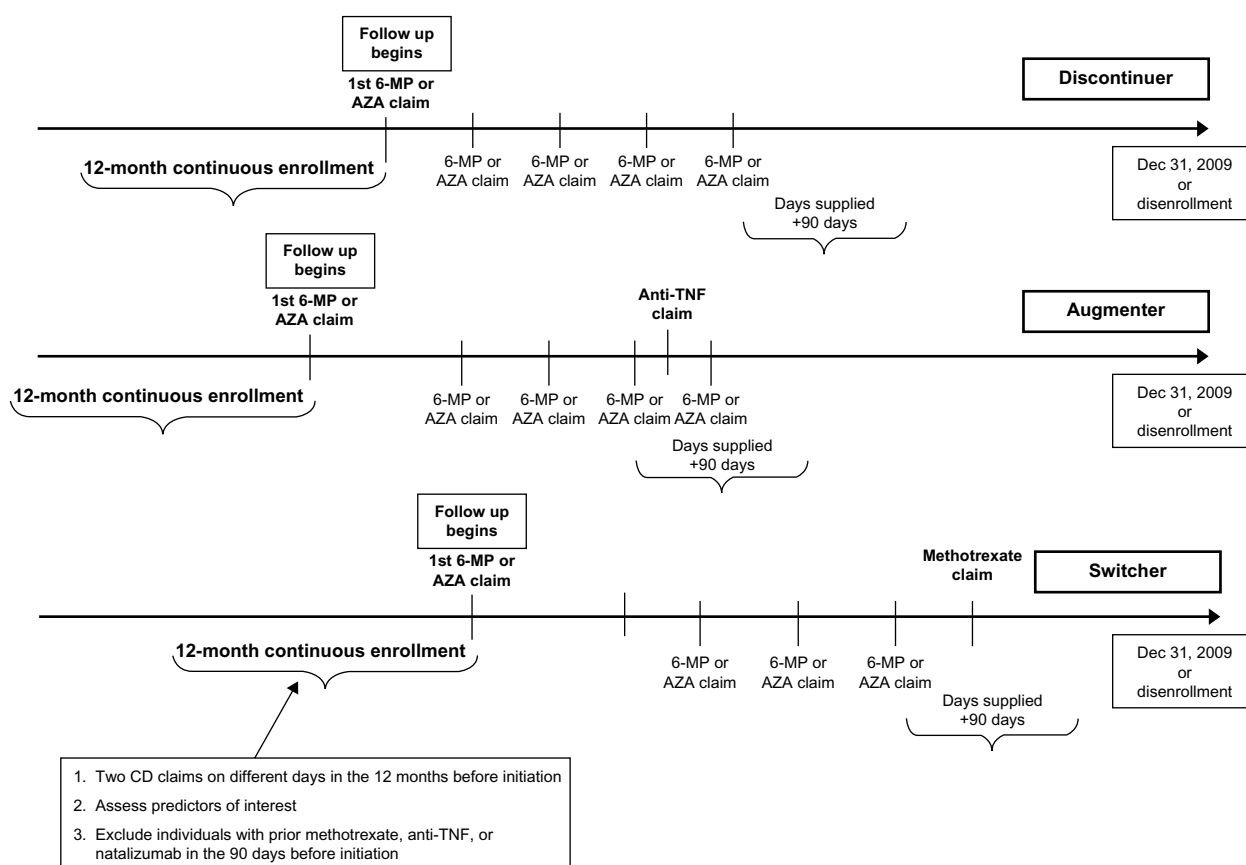 Follow up
begins
1st 6-MP or
AZA claim
Discontinuer
12-month continuous enrollment
6-MP or
AZA claim
6-MP or
AZA claim
6-MP or
AZA claim
6-MP or
AZA claim
Days supplied
+90 days
Dec 31, 2009
or
disenrollment
Follow up
begins
1st 6-MP or
AZA claim
Anti-TNF
claim
Augmenter
12-month continuous enrollment
6-MP or
AZA claim
6-MP or
AZA claim
6-MP or
AZA claim
6-MP or
AZA claim
Days supplied
+90 days
Dec 31, 2009
or
disenrollment
Follow up
begins
1st 6-MP or
AZA claim
Methotrexate
claim
Switcher
12-month continuous enrollment
6-MP or
AZA claim
6-MP or
AZA claim
6-MP or
AZA claim
Days supplied
+90 days
Dec 31, 2009
or
disenrollment
1. Two CD claims on different days in the 12 months before initiation
2. Assess predictors of interest
3. Exclude individuals with prior methotrexate, anti-TNF, or
natalizumab in the 90 days before initiation